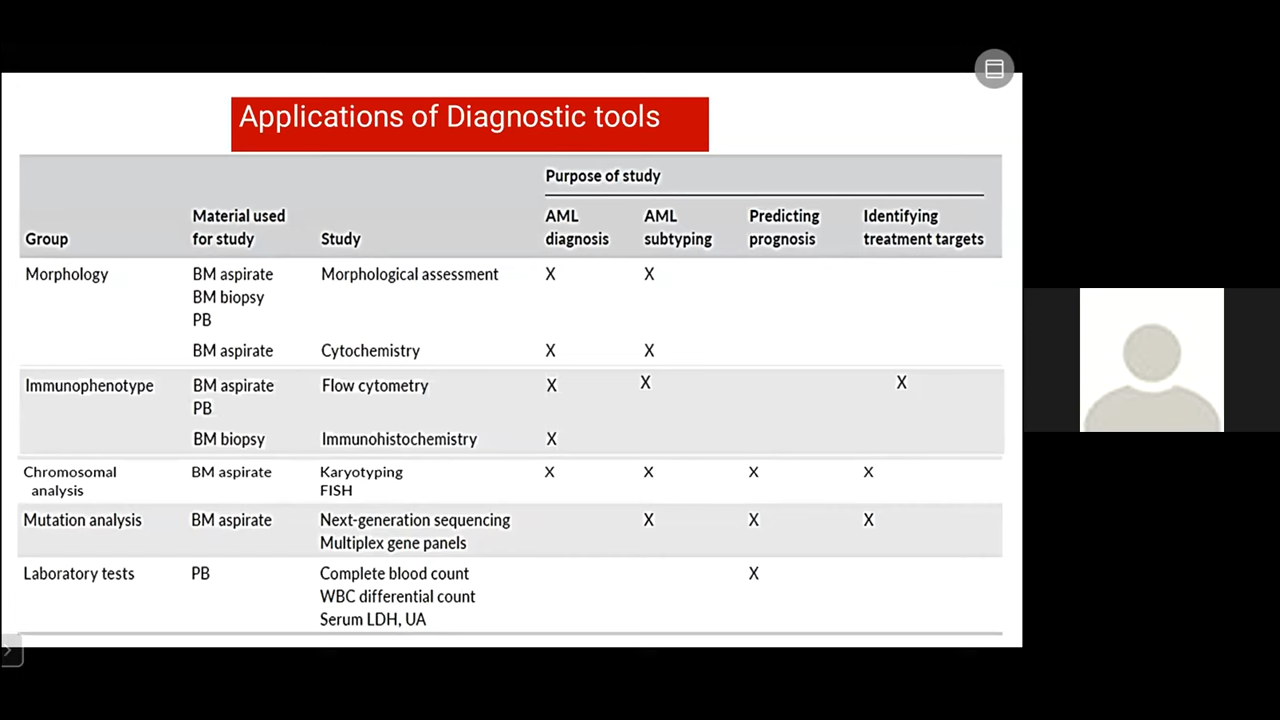 Applications of Diagnostic tools
Purpose of study
Group
Material used
for study
Study
AML
diagnosis
AML
subtyping
Predicting
prognosis
Identifying
treatment targets
Morphology
BM aspirate
BM biopsy
PB
Morphological assessment
X
X
BM aspirate
Cytochemistry
X
X
Immunophenotype
BM aspirate
PB
Flow cytometry
X
X
X
BM biopsy
Immunohistochemistry
X
Chromosomal
analysis
BM aspirate
Karyotyping
FISH
X
X
X
X
Mutation analysis
BM aspirate
Next-generation sequencing
Multiplex gene panels
X
X
X
Laboratory tests
PB
Complete blood count
WBC differential count
Serum LDH, UA
X